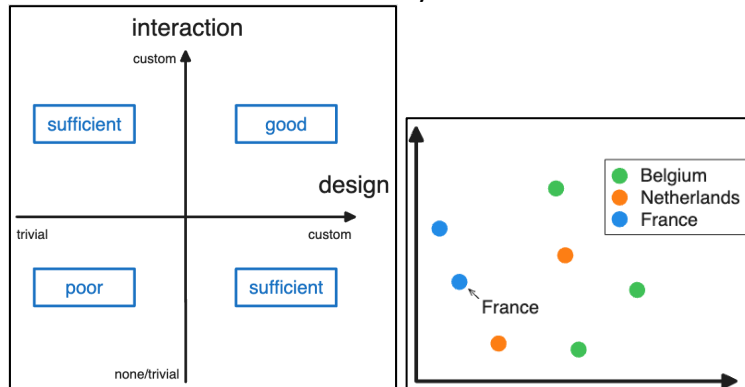 interaction
custom
sufficient
good
design
trivial
custom
poor
sufficient
none/trivial
Belgium
Netherlands
France
France